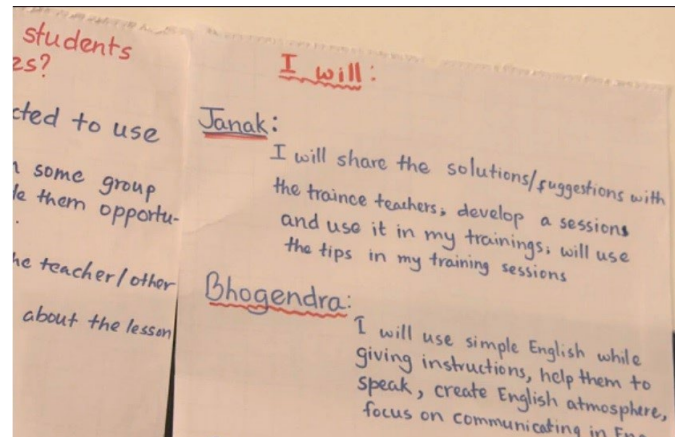 students
es?
cted to use
n some group
le them opportu-
he teacher/other
about the lesson
I will:
Janak:
I will share the solutions/suggestions with
the traince teachers, develop a sessions
and use it in my trainings, will use
the tips in my training sessions
Bhogendra:
I will use simple English while
giving instructions, help them to
speak, create English atmosphere,
focus on communicating in En